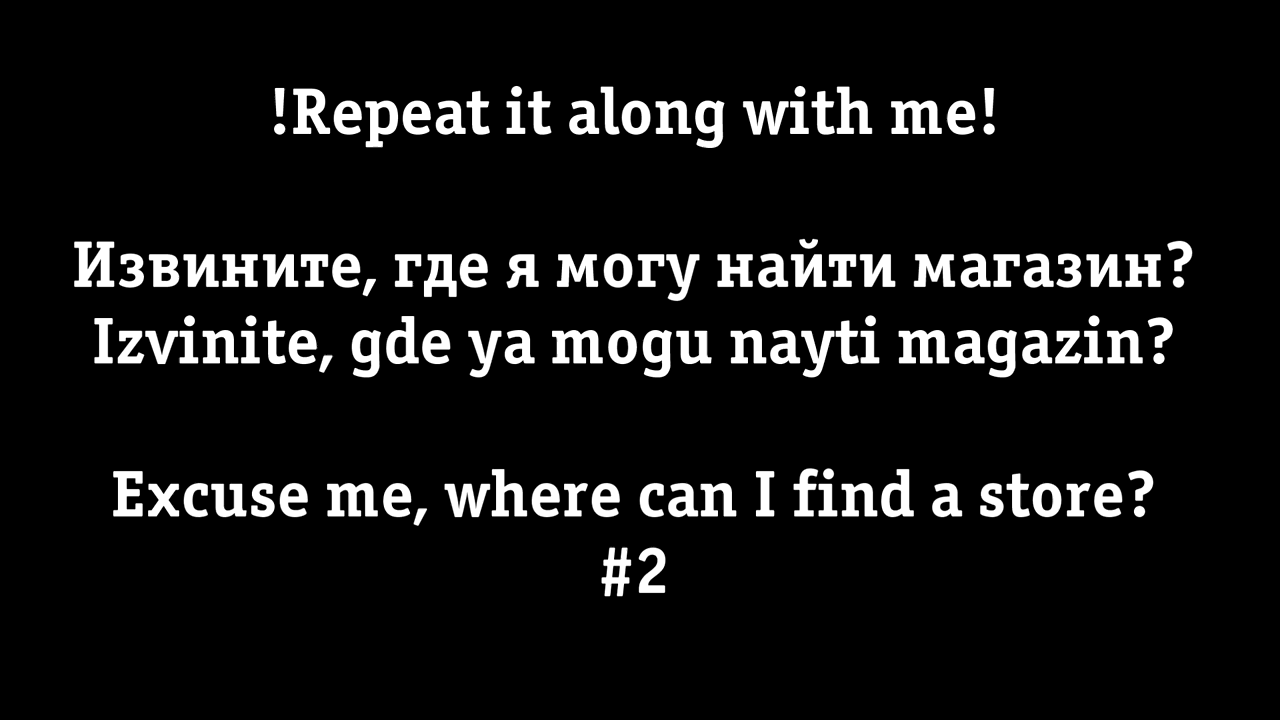 !Repeat it along with me!
Извините, где я могу найти магазин?
Izvinite, gde ya mogu nayti magazin?
Excuse me, where can I find a store?
#2